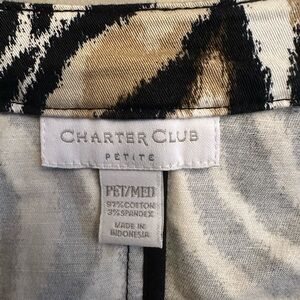 CHARTER CLUB
PETITE
PET/MED
97% COTTON
3% SPANDEX
MADE IN
INDONESIA